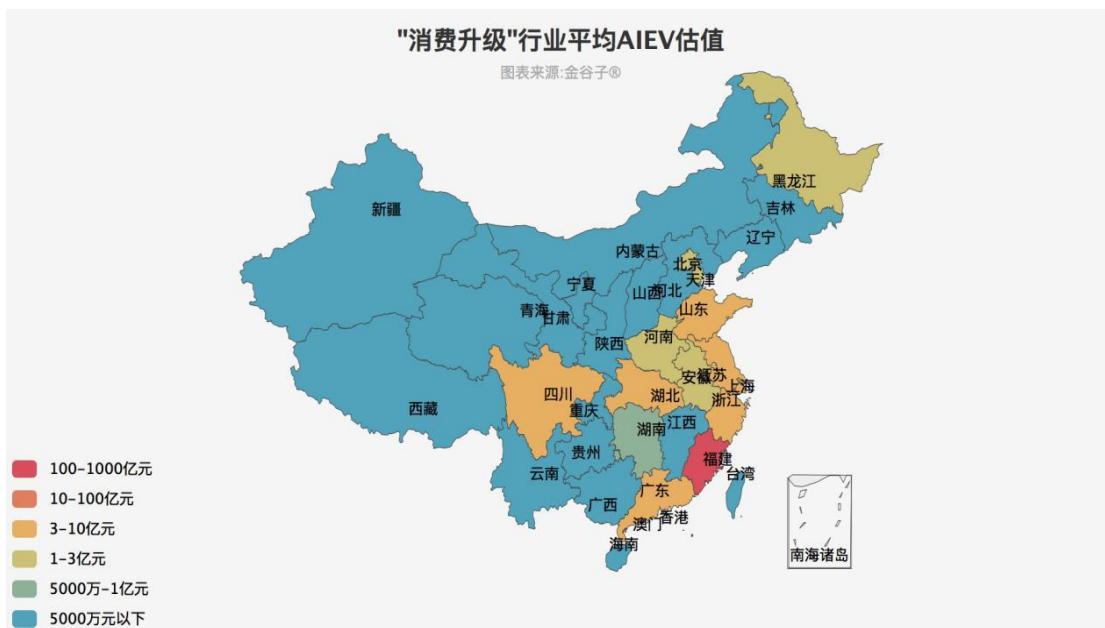 "消费升级"行业平均AIEV估值
图表来源:金谷子®
黑龙江
吉林
新疆
辽宁
内蒙古
北京
天津
宁夏
山西
河北
青海
甘肃
山东
河南
陕西
安徽
江苏
上海
四川
湖北
浙江
重庆
西藏
湖南
江西
贵州
福建
云南
台湾
广西
广东
香港
澳门
海南
南海诸岛
100-1000亿元
10-100亿元
3-10亿元
1-3亿元
5000万-1亿元
5000万元以下